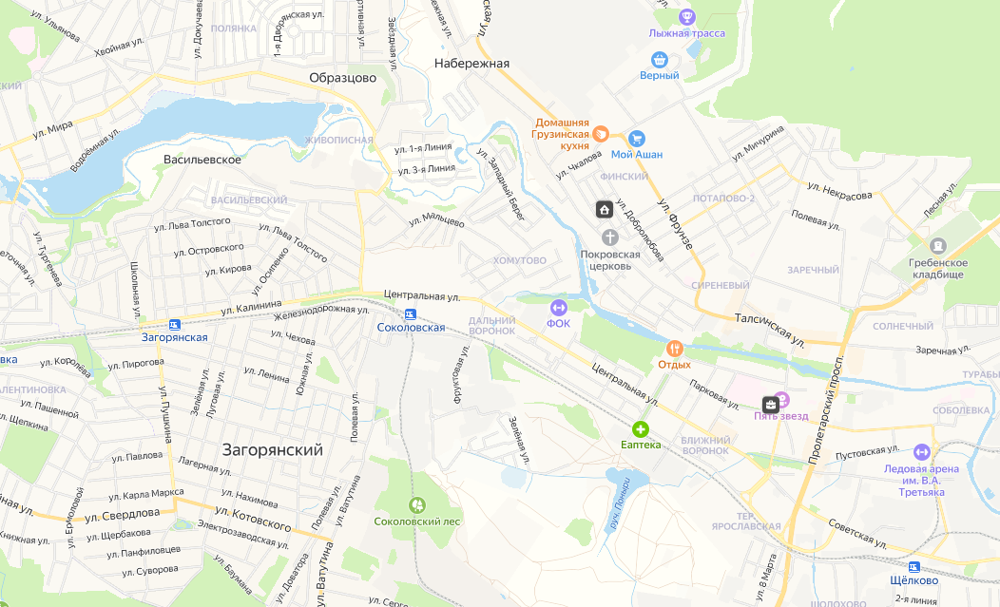 ул. Ульянова
Хвойная ул.
ул. Докучаева
ПОЛЯНКА
1-я Дворянская ул.
Звёздная ул.
Образцово
Набережная
Лыжная трасса
Верный
Домашняя
Грузинская
кухня
Мой Ашан
ул. Чкалова
ФИНСКИЙ
ул. Мичурина
ПОТАПОВО-2
ул. Некрасова
Лесная ул.
Полевая ул.
ул. Мира
Водоёмная ул.
Васильевское
ЖИВОПИСНАЯ
ул. 1-я Линия
ул. 3-я Линия
ул. Западный Берег
ВАСИЛЬЕВСКИЙ
ул. Мальцево
ул. Добролюбова
ул. Фрунзе
Покровская
церковь
Гребенское
кладбище
ул. Тургенева
ул. Льва Толстого
ул. Льва Толстого
ул. Островского
ул. Кирова
ул. Осипенко
Школьная ул.
ХОМУТОВО
СИРЕНЕВЫЙ
ЗАРЕЧНЫЙ
ул. Калинина
Железнодорожная ул.
Центральная ул.
Загорянская
Соколовская
ДАЛЬНИЙ
ВОРОНОК
ФОК
Талсинская ул.
СОЛНЕЧНЫЙ
Заречная ул.
ул. Чехова
ул. Королёва
ул. Пирогова
ул. Ленина
Южная ул.
Зелёная ул.
Луговая ул.
ул. Пушкина
Полевая ул.
Фруктовая ул.
Центральная ул.
Отдых
Парковая ул.
Пять звезд
Пролетарский просп.
СОБОЛЕВКА
ул. Пашенной
ул. Щепкина
Загорянский
ул. Павлова
Лагерная ул.
Зелёная ул.
Еаптека
БЛИЖНИЙ
ВОРОНОК
Пустовская ул.
Ледовая арена
им. В.А.
Третьяка
ул. Ермоловой
ул. Карла Маркса
ул. Нахимова
ул. Свердлова
ул. Котовского
ул. Щербакова
Электрозаводская ул.
Полевая ул.
ул. Ватутина
Соколовский лес
руч. Поныри
ТЕР.
ЯРОСЛАВСКАЯ
Советская ул.
ул. Панфиловцев
ул. Суворова
ул. Баумана
ул. Доватора
ул. Ватутина
ул. 8 Марта
Щёлково
2-я линия